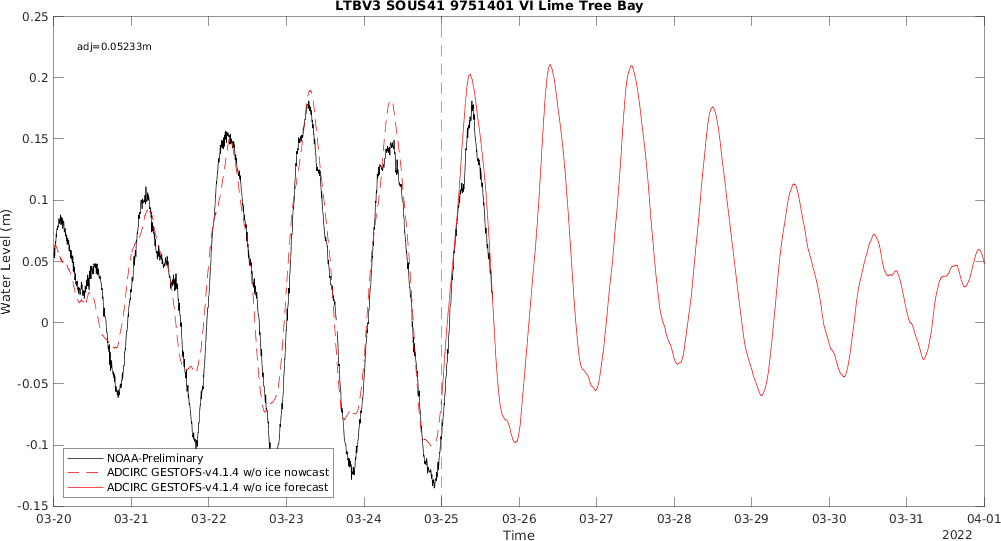 LTBV3 SOUS41 9751401 VI Lime Tree Bay
adj=0.05233m
Water Level (m)
0.25
0.2
0.15
0.1
0.05
0
-0.05
-0.1
-0.15
NOAA-Preliminary
ADCIRC GESTOFS-v4.1.4 w/o ice nowcast
ADCIRC GESTOFS-v4.1.4 w/o ice forecast
03-20 03-21 03-22 03-23 03-24 03-25 03-26 03-27 03-28 03-29 03-30 03-31 04-01
Time
2022